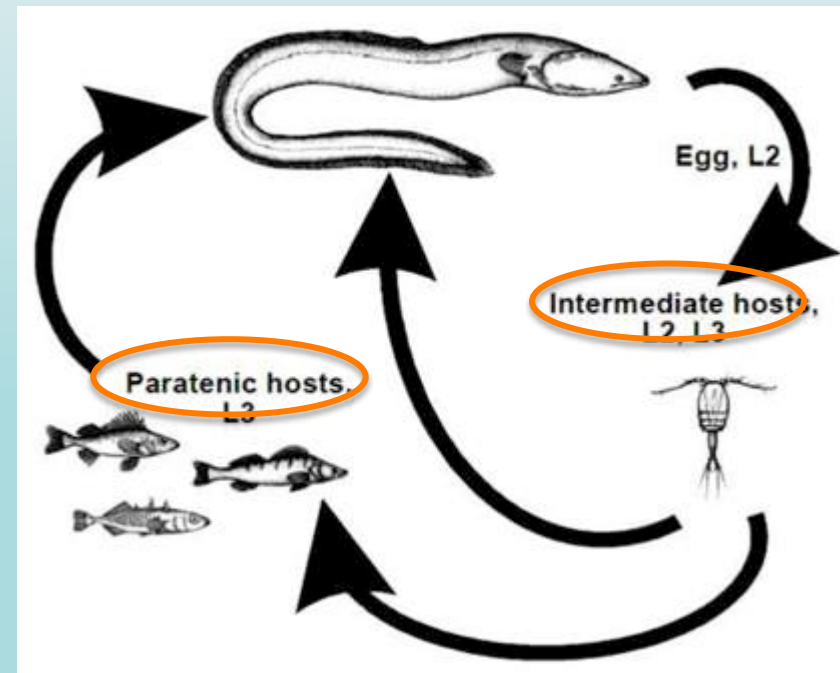 Egg, L2
Intermediate hosts,
L2, L3
Paratenic hosts.
L3